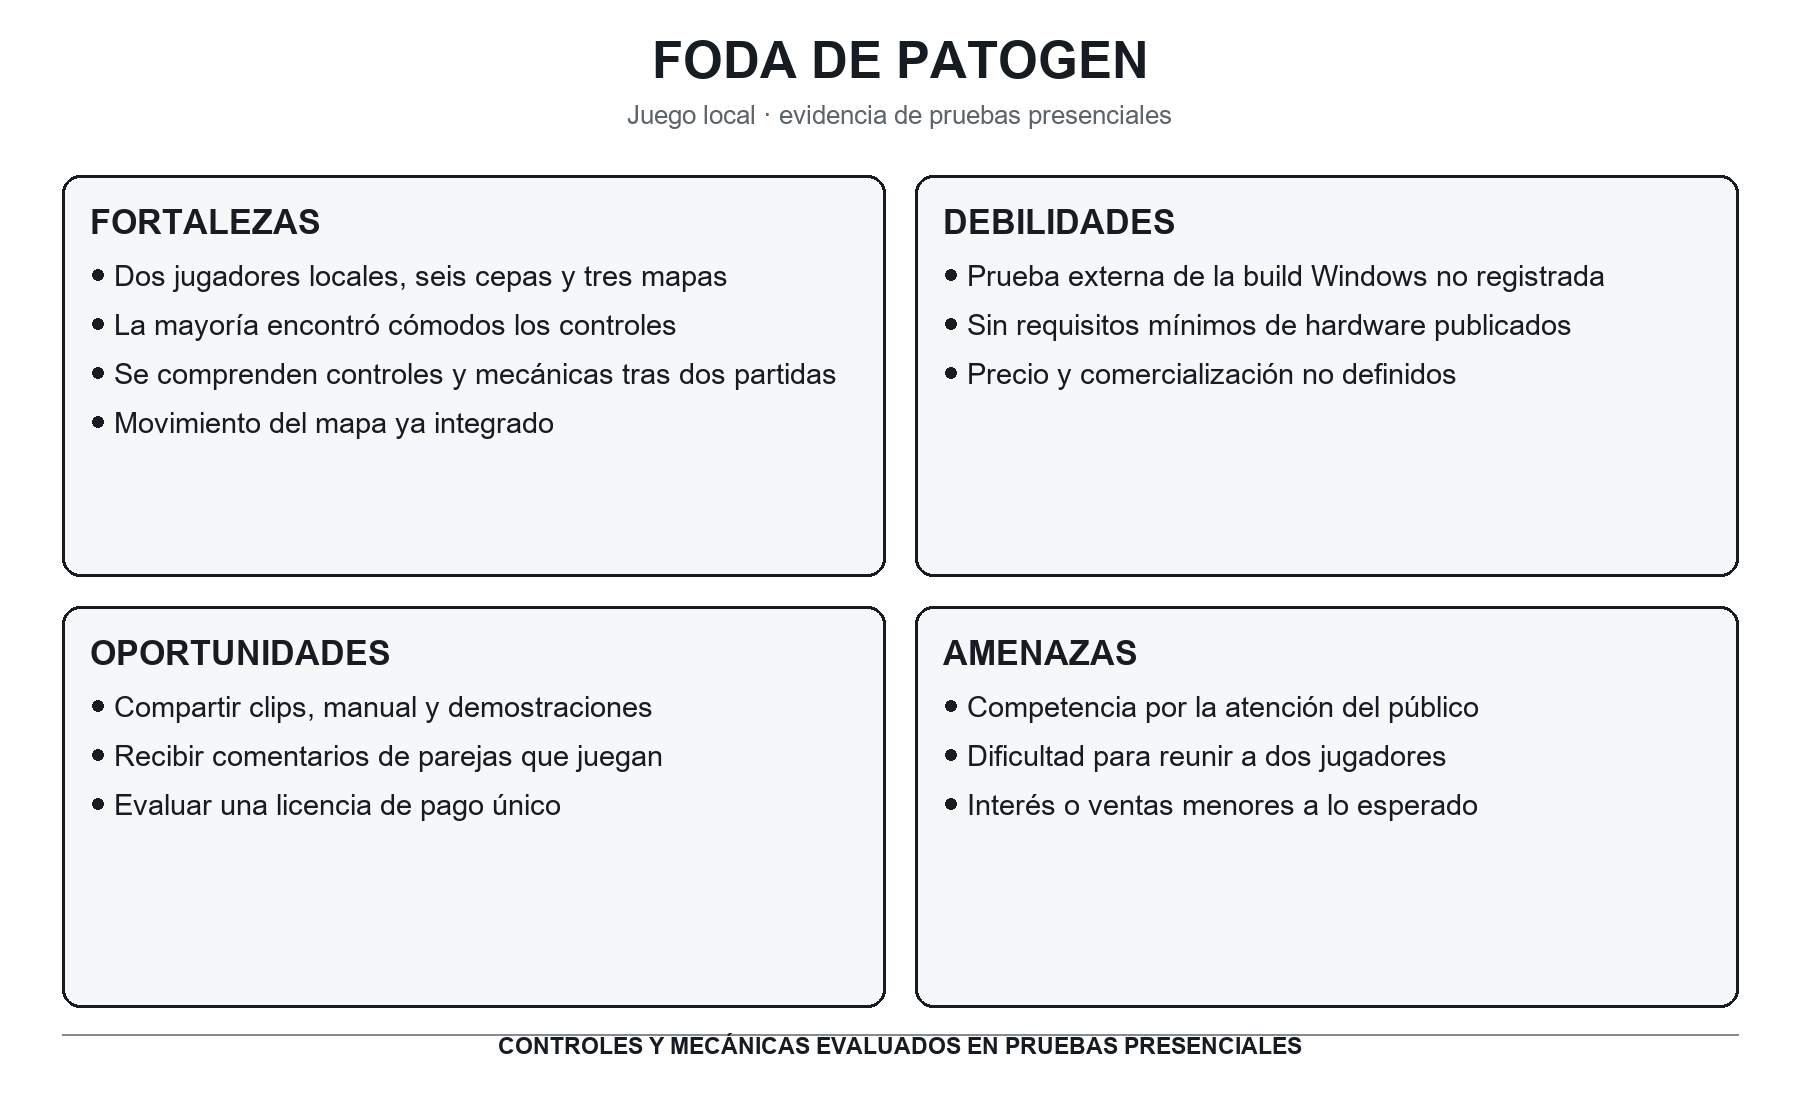 FODA DE PATOGEN
Juego local · evidencia de pruebas presenciales
FORTALEZAS
• Dos jugadores locales, seis cepas y tres mapas
• La mayoría encontró cómodos los controles
• Se comprenden controles y mecánicas tras dos partidas
• Movimiento del mapa ya integrado
DEBILIDADES
• Prueba externa de la build Windows no registrada
• Sin requisitos mínimos de hardware publicados
• Precio y comercialización no definidos
OPORTUNIDADES
• Compartir clips, manual y demostraciones
• Recibir comentarios de parejas que juegan
• Evaluar una licencia de pago único
AMENAZAS
• Competencia por la atención del público
• Dificultad para reunir a dos jugadores
• Interés o ventas menores a lo esperado
CONTROLES Y MECÁNICAS EVALUADOS EN PRUEBAS PRESENCIALES